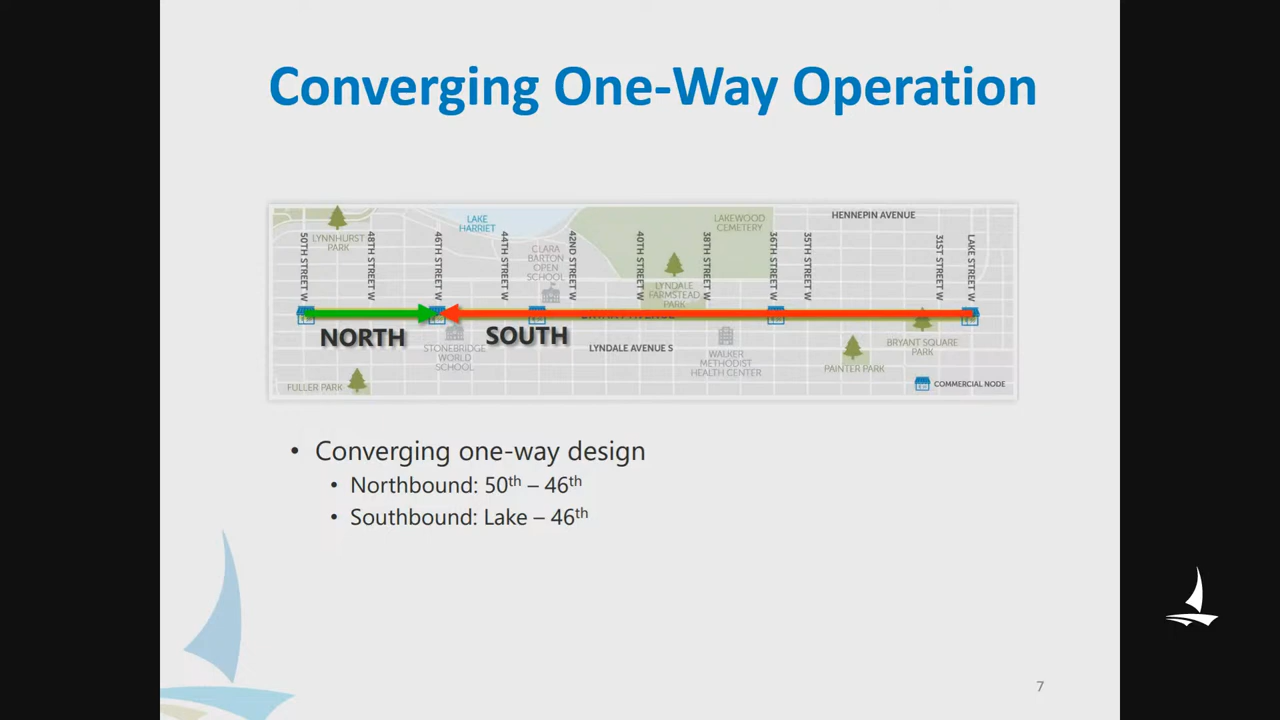 Converging One-Way Operation
HENNEPIN AVENUE
LAKE
HARRIET
LAKEWOOD
CEMETERY
LYNNHURST
PARK
50TH STREET W
48TH STREET W
46TH STREET W
44TH STREET W
42ND STREET W
40TH STREET W
38TH STREET W
36TH STREET W
35TH STREET W
31ST STREET W
LAKE STREET W
CLARA
BARTON
OPEN
SCHOOL
LYNDALE
FARMSTEAD
PARK
NORTH
SOUTH
STONEBRIDGE
WORLD
SCHOOL
LYNDALE AVENUE S
WALKER
METHODIST
HEALTH CENTER
BRYANT SQUARE
PARK
PAINTER PARK
FULLER PARK
COMMERCIAL NODE
• Converging one-way design
• Northbound: 50th – 46th
• Southbound: Lake – 46th
7